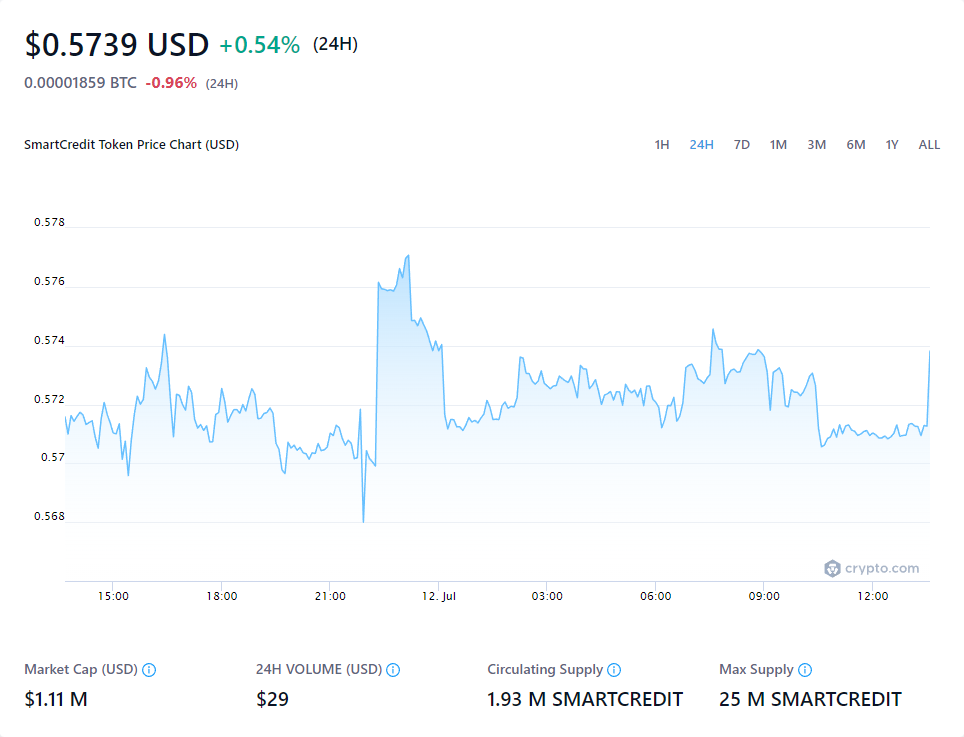 $0.5739 USD +0.54% (24H)
0.00001859 BTC -0.96% (24H)
SmartCredit Token Price Chart (USD)
1H 24H 7D 1M 3M 6M 1Y ALL
0.578
0.576
0.574
0.572
0.57
0.568
crypto.com
15:00 18:00 21:00 12. Jul 03:00 06:00 09:00 12:00
Market Cap (USD) 24H VOLUME (USD) Circulating Supply Max Supply
$1.11 M $29 1.93 M SMARTCREDIT 25 M SMARTCREDIT